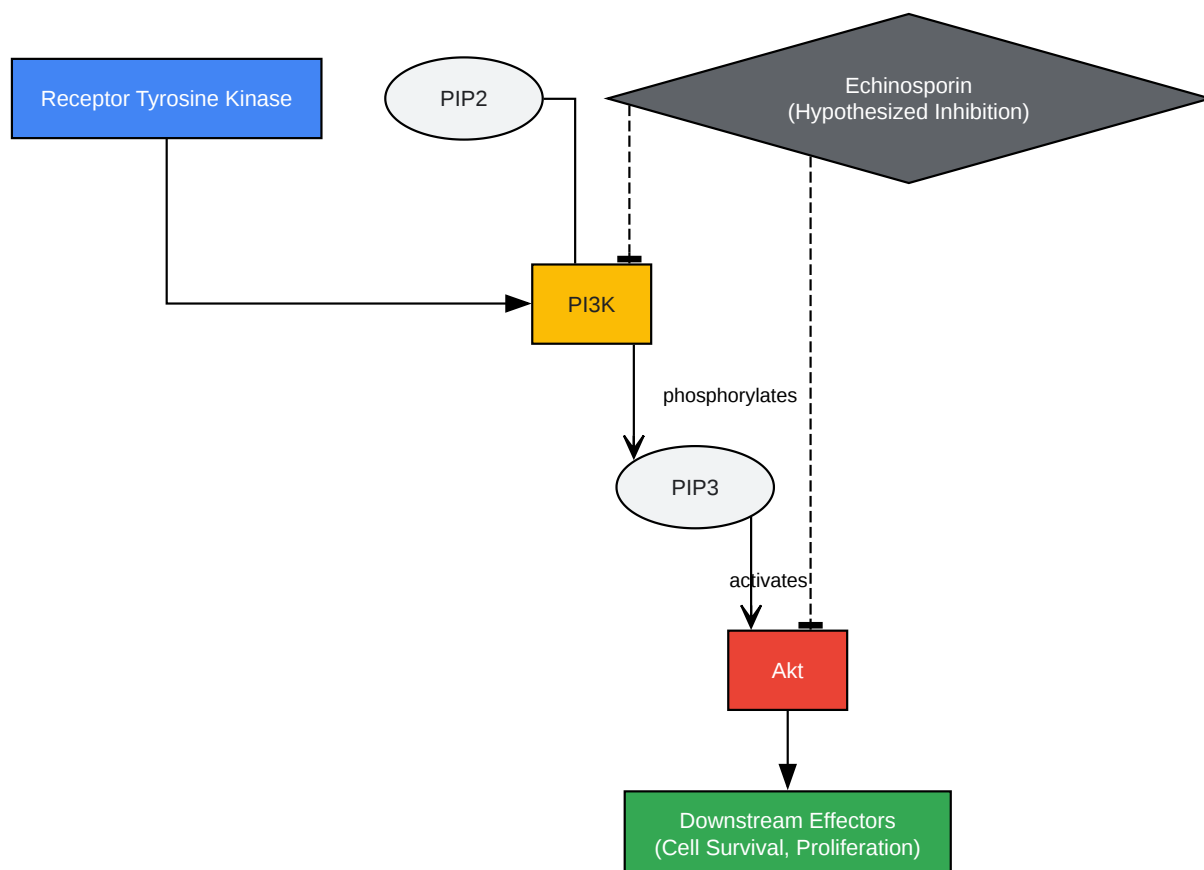 Receptor Tyrosine Kinase
PIP2
Echinosporin
(Hypothesized Inhibition)
PI3K
phosphorylates
PIP3
activates
Akt
Downstream Effectors
(Cell Survival, Proliferation)